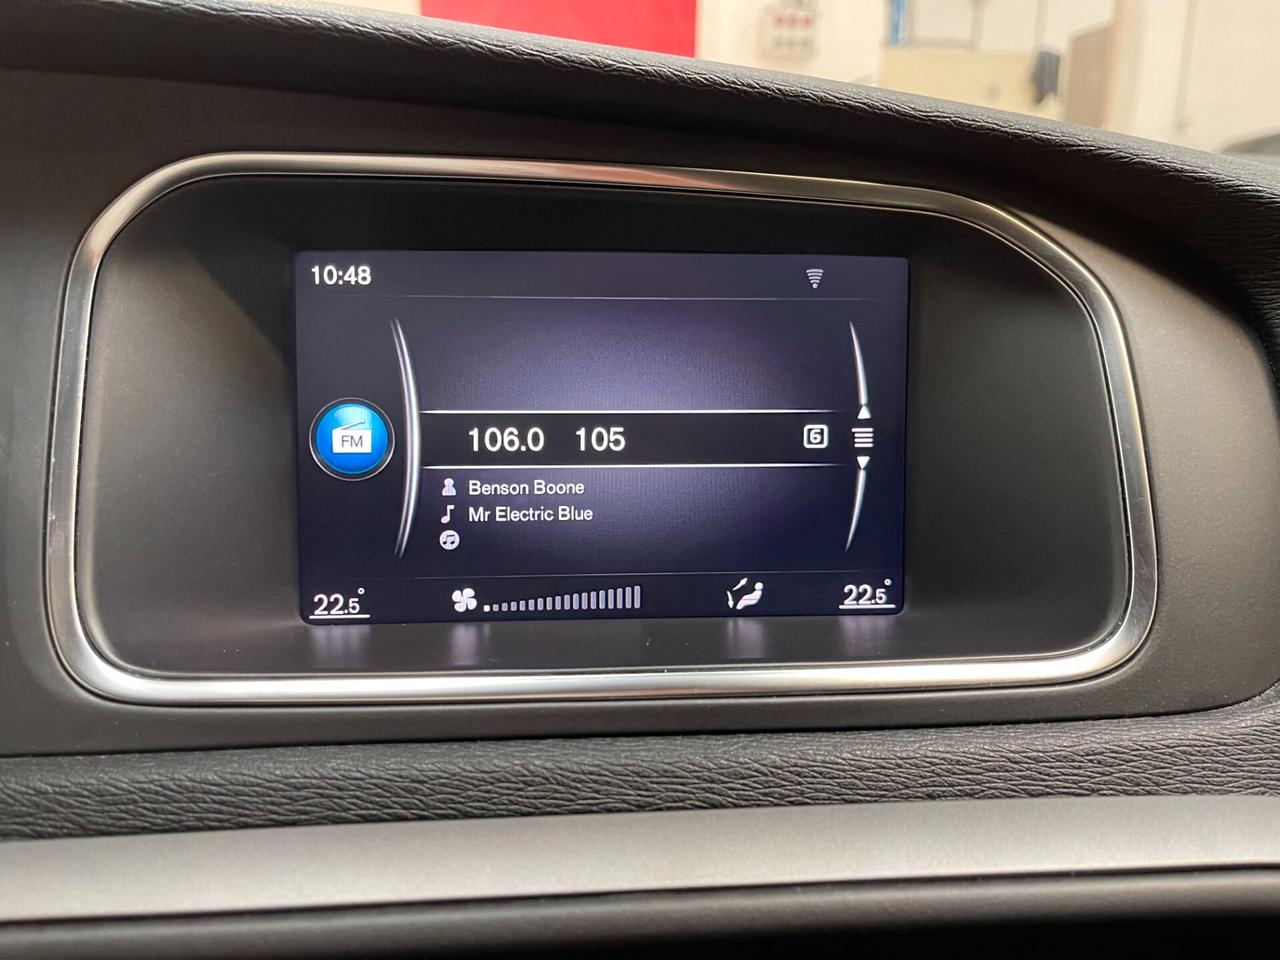 10:48
FM
106.0 105 6
Benson Boone
Mr Electric Blue
22.5° 22.5°